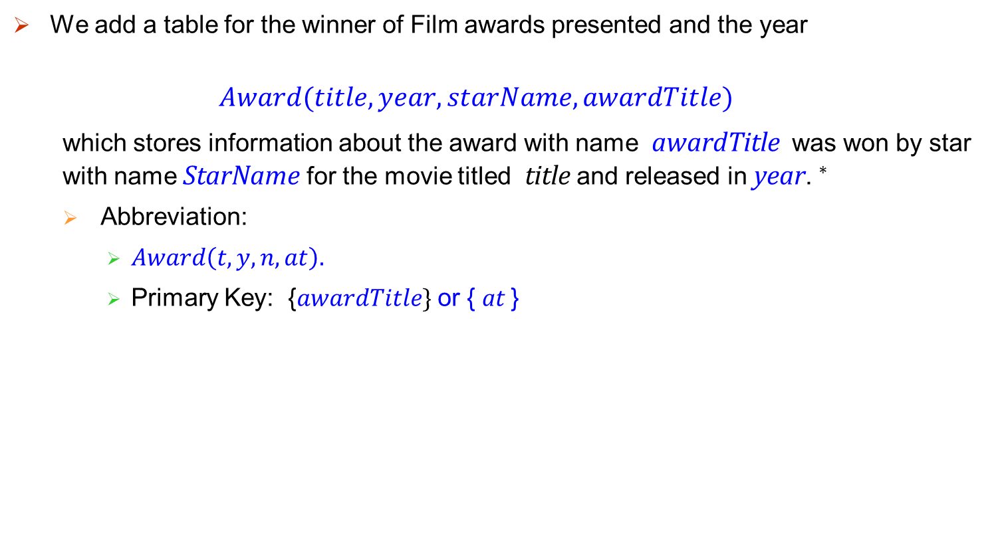 We add a table for the winner of Film awards presented and the year
Award(title, year, starName, awardTitle)
which stores information about the award with name awardTitle was won by star
with name StarName for the movie titled title and released in year. *
Abbreviation:
Award(t, y, n, at).
Primary Key: {awardTitle} or { at }